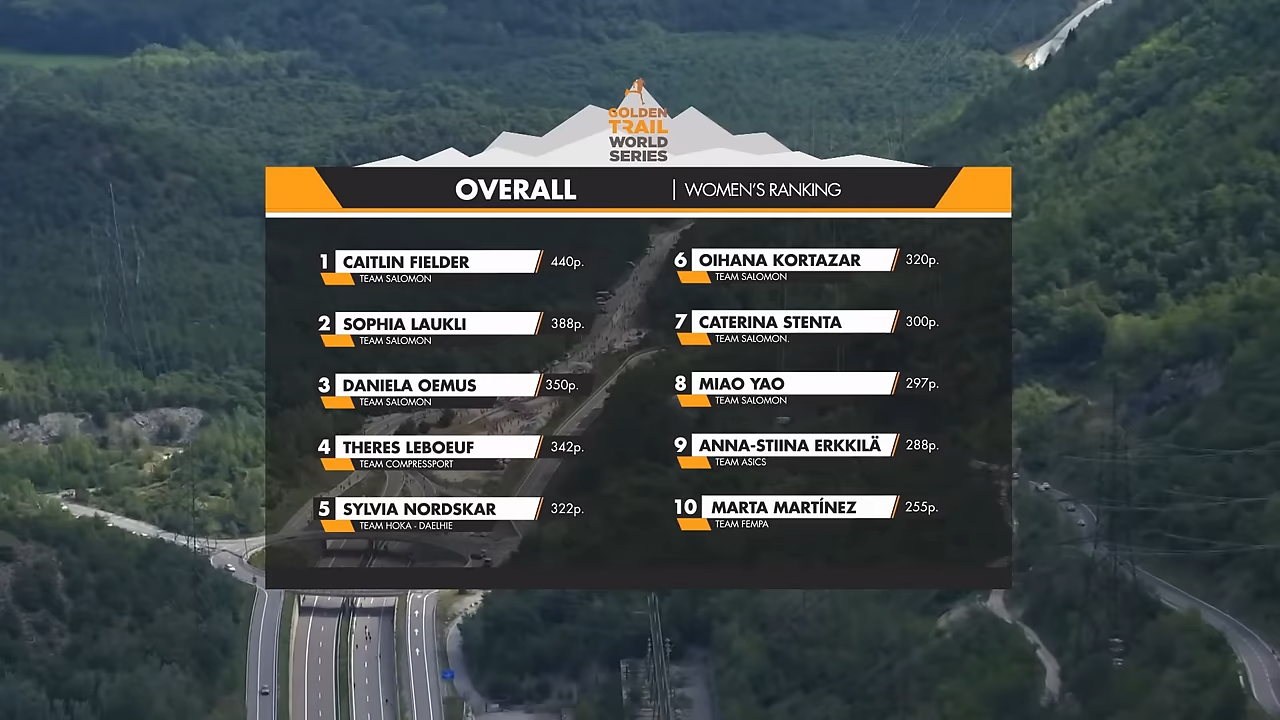 GOLDEN
TRAIL
WORLD
SERIES
OVERALL | WOMEN'S RANKING
1 CAITLIN FIELDER 440p.
TEAM SALOMON
2 SOPHIA LAUKLI 388p.
TEAM SALOMON
3 DANIELA OEMUS 350p.
TEAM SALOMON
4 THERES LEBOEUF 342p.
TEAM COMPRESSPORT
5 SYLVIA NORDSKAR 322p.
TEAM HOKA - DAELHIE
6 OIHANA KORTAZAR 320p.
TEAM SALOMON
7 CATERINA STENTA 300p.
TEAM SALOMON.
8 MIAO YAO 297p.
TEAM SALOMON
9 ANNA-STIINA ERKKILÄ 288p.
TEAM ASICS
10 MARTA MARTÍNEZ 255p.
TEAM FEMPA